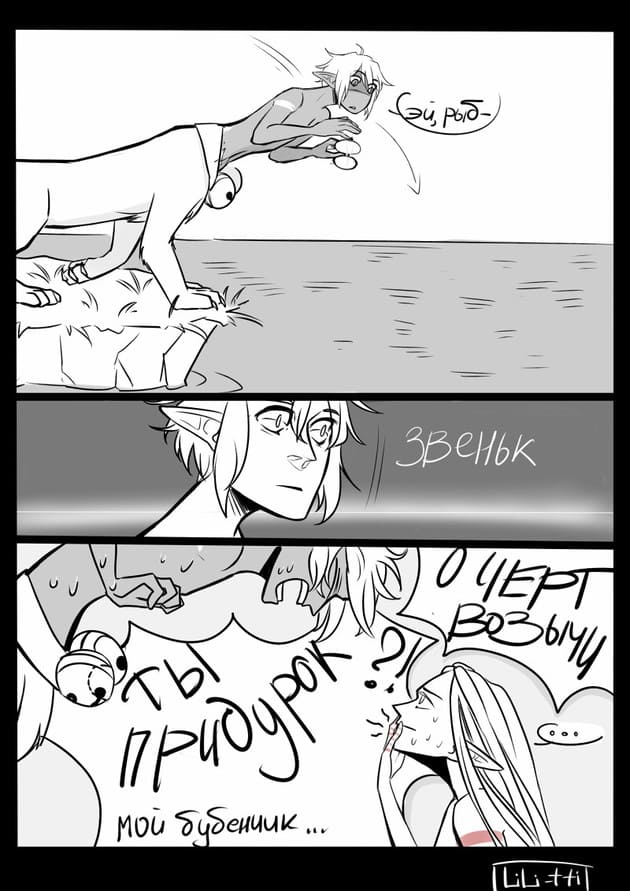 Эй, рыб-
ЗВЕНЬК
О ЧЕРТ
ВОЗЬМИ
ТЫ
ПРИДУРОК?!
...
МОЙ бубенчик...
LiLi-tti